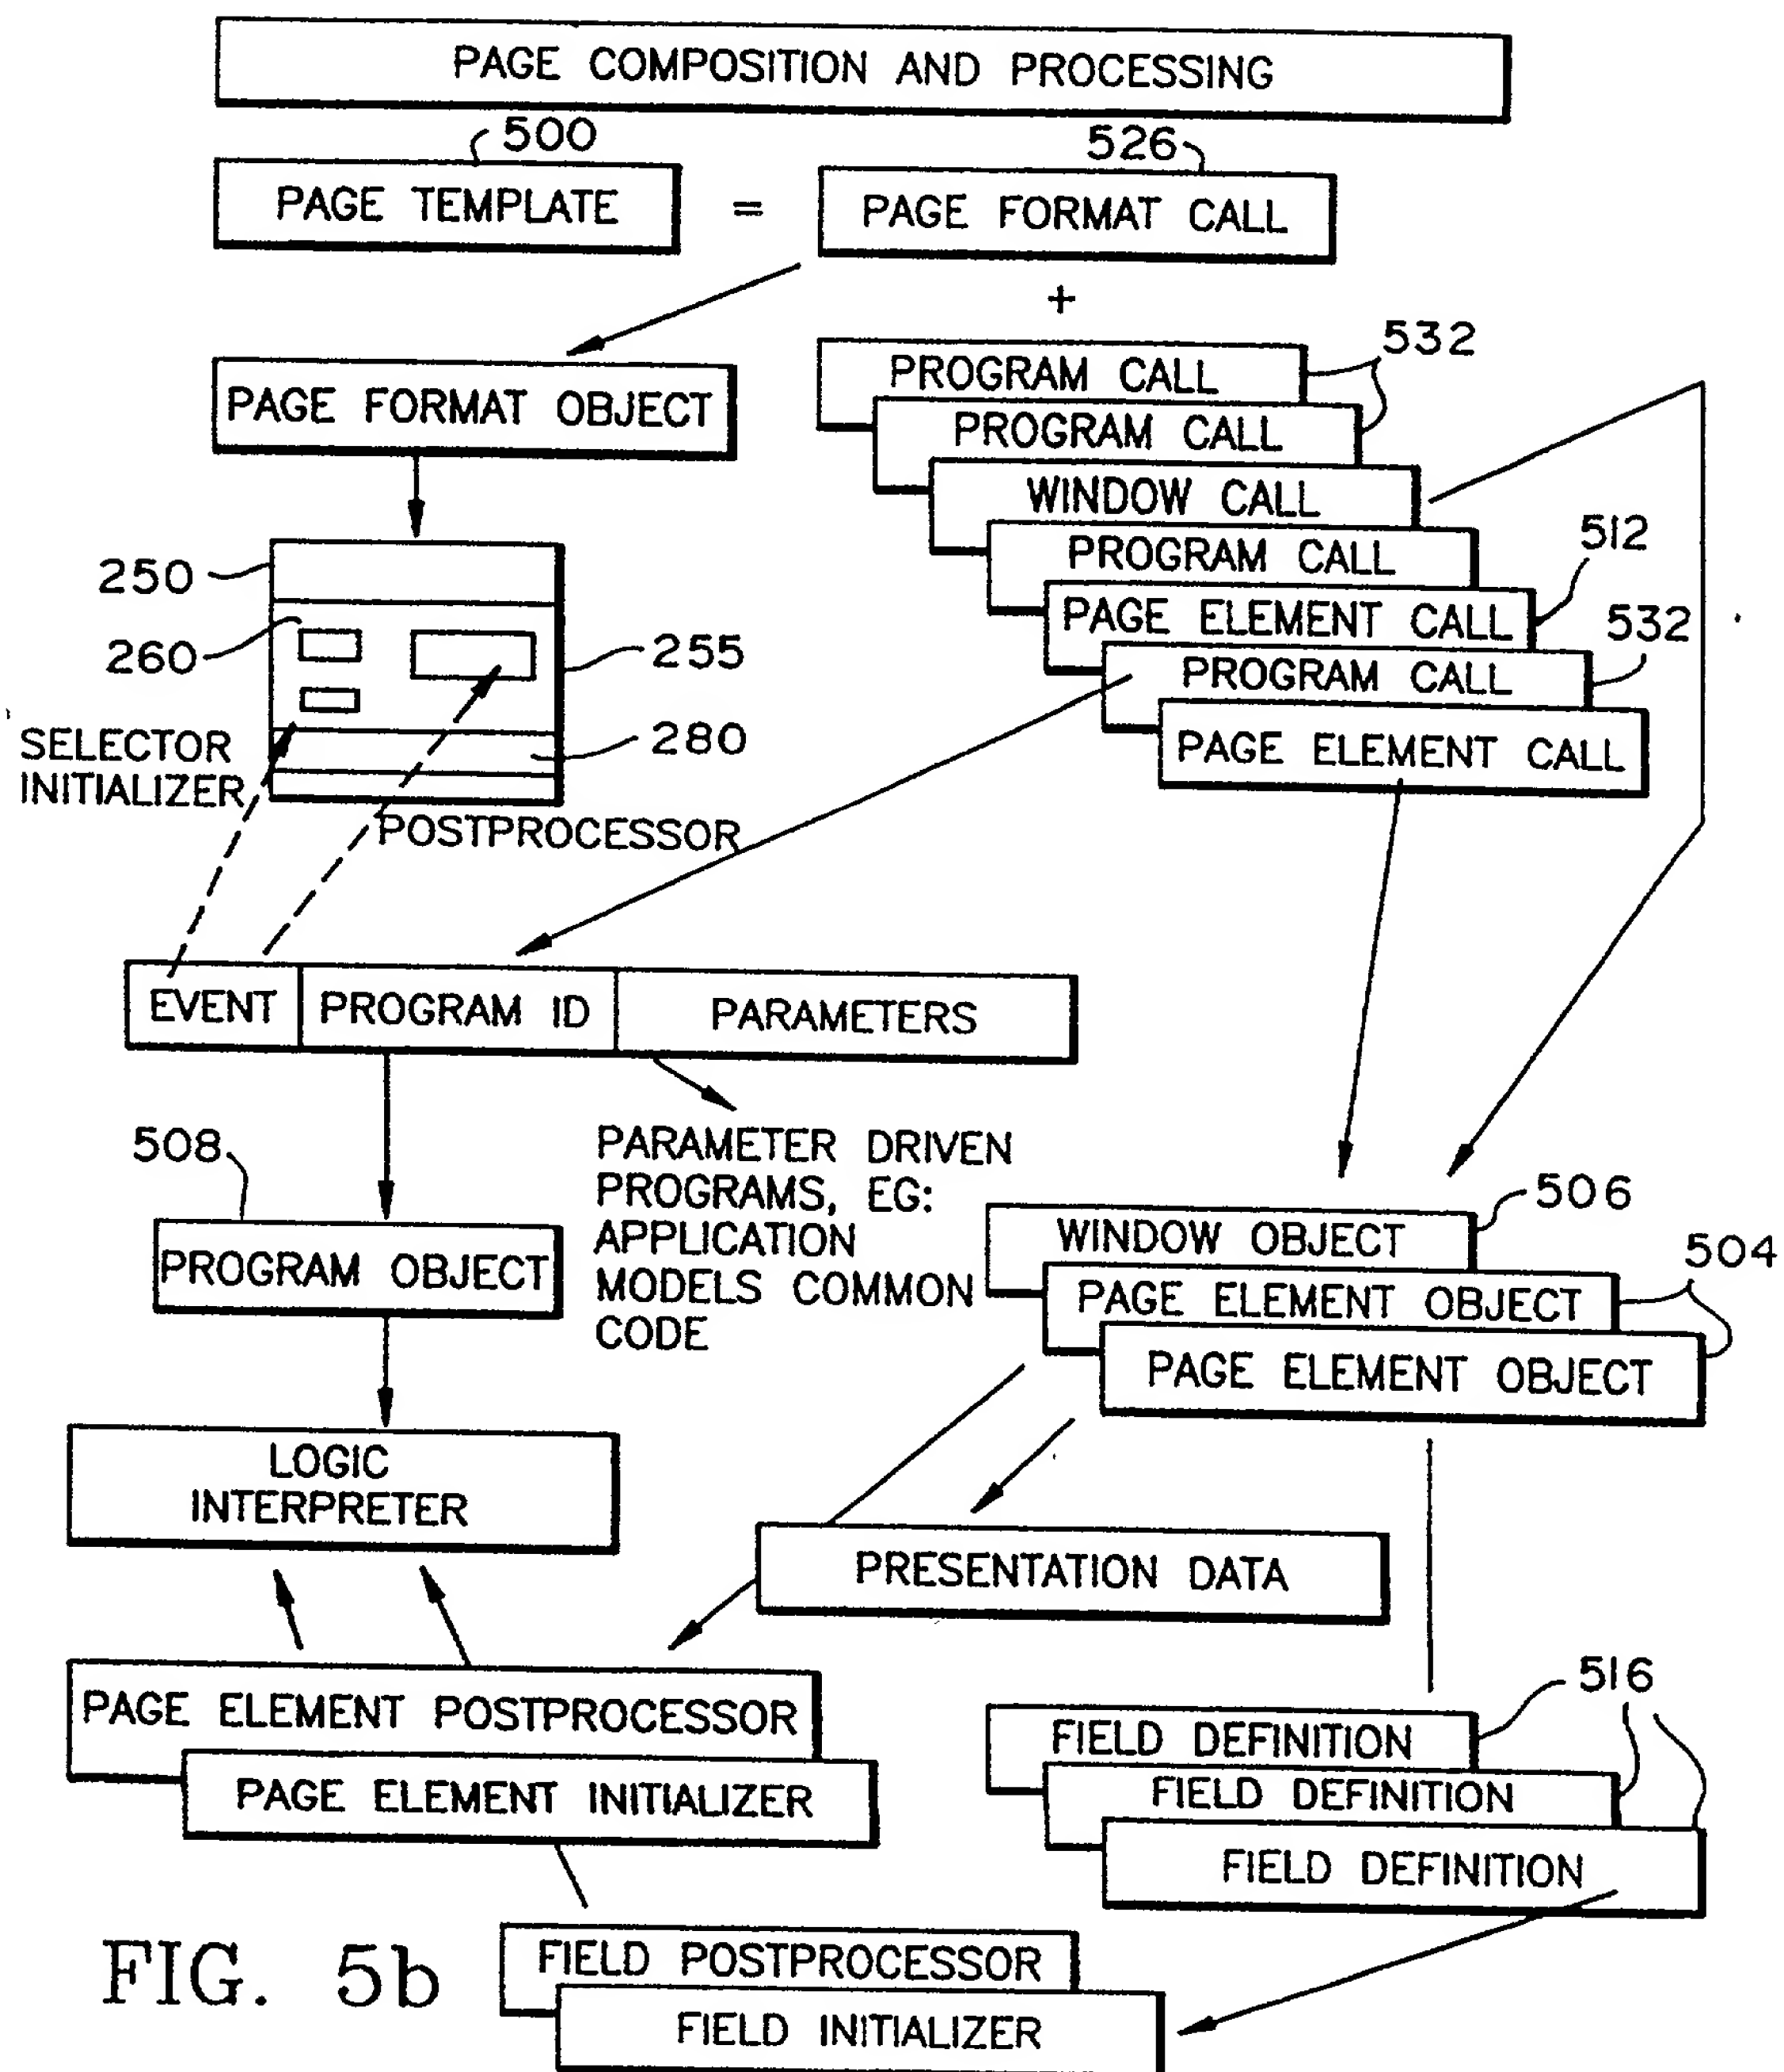 PAGE COMPOSITION AND PROCESSING
500
526
PAGE TEMPLATE = PAGE FORMAT CALL
+
532
PROGRAM CALL
PAGE FORMAT OBJECT
PROGRAM CALL
WINDOW CALL
512
PROGRAM CALL
250
PAGE ELEMENT CALL
532
260
255
PROGRAM CALL
SELECTOR
INITIALIZER
280
PAGE ELEMENT CALL
POSTPROCESSOR
EVENT PROGRAM ID PARAMETERS
508
PARAMETER DRIVEN
PROGRAMS, EG:
APPLICATION
MODELS COMMON
CODE
506
WINDOW OBJECT
504
PROGRAM OBJECT
PAGE ELEMENT OBJECT
PAGE ELEMENT OBJECT
LOGIC
INTERPRETER
PRESENTATION DATA
516
PAGE ELEMENT POSTPROCESSOR
FIELD DEFINITION
PAGE ELEMENT INITIALIZER
FIELD DEFINITION
FIELD DEFINITION
FIG. 5b
FIELD POSTPROCESSOR
FIELD INITIALIZER